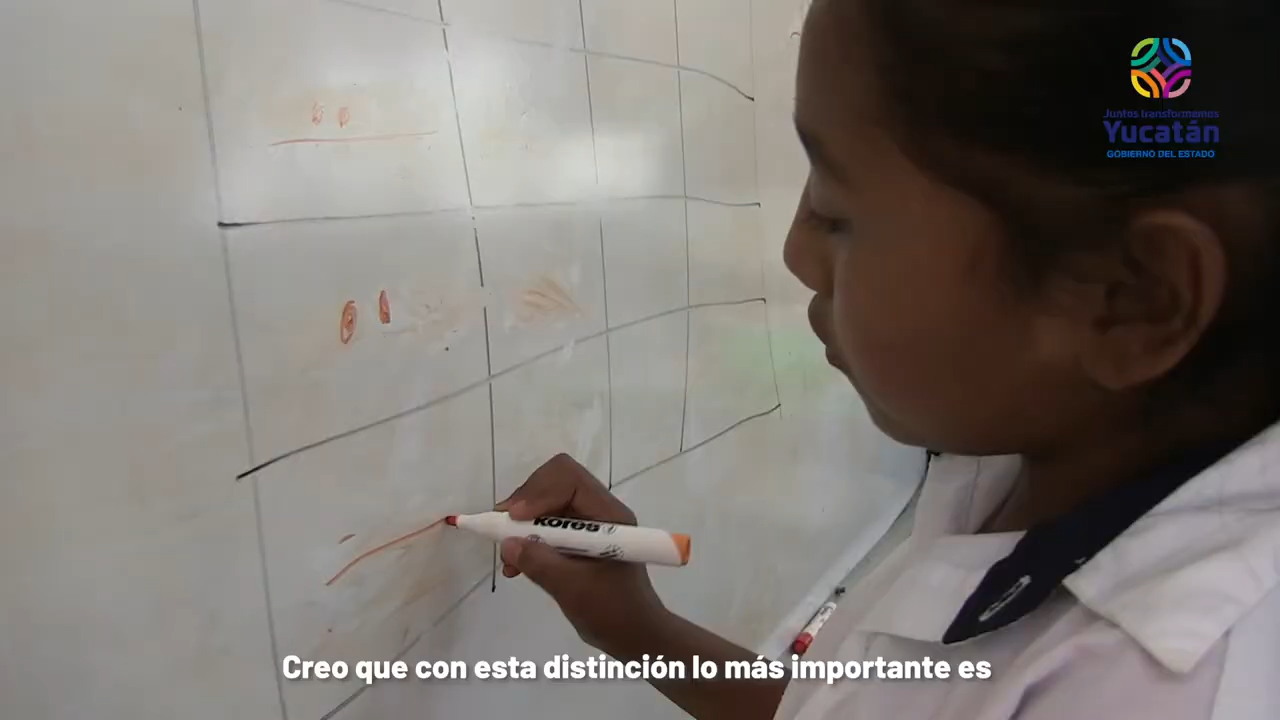 Juntos transformemos
Yucatán
GOBIERNO DEL ESTADO
kores
Creo que con esta distinción lo más importante es